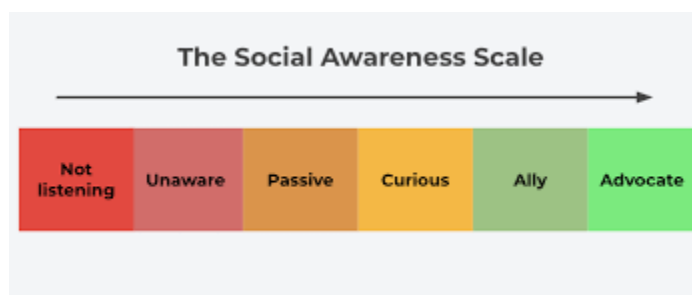 The Social Awareness Scale
Not
listening
Unaware
Passive
Curious
Ally
Advocate